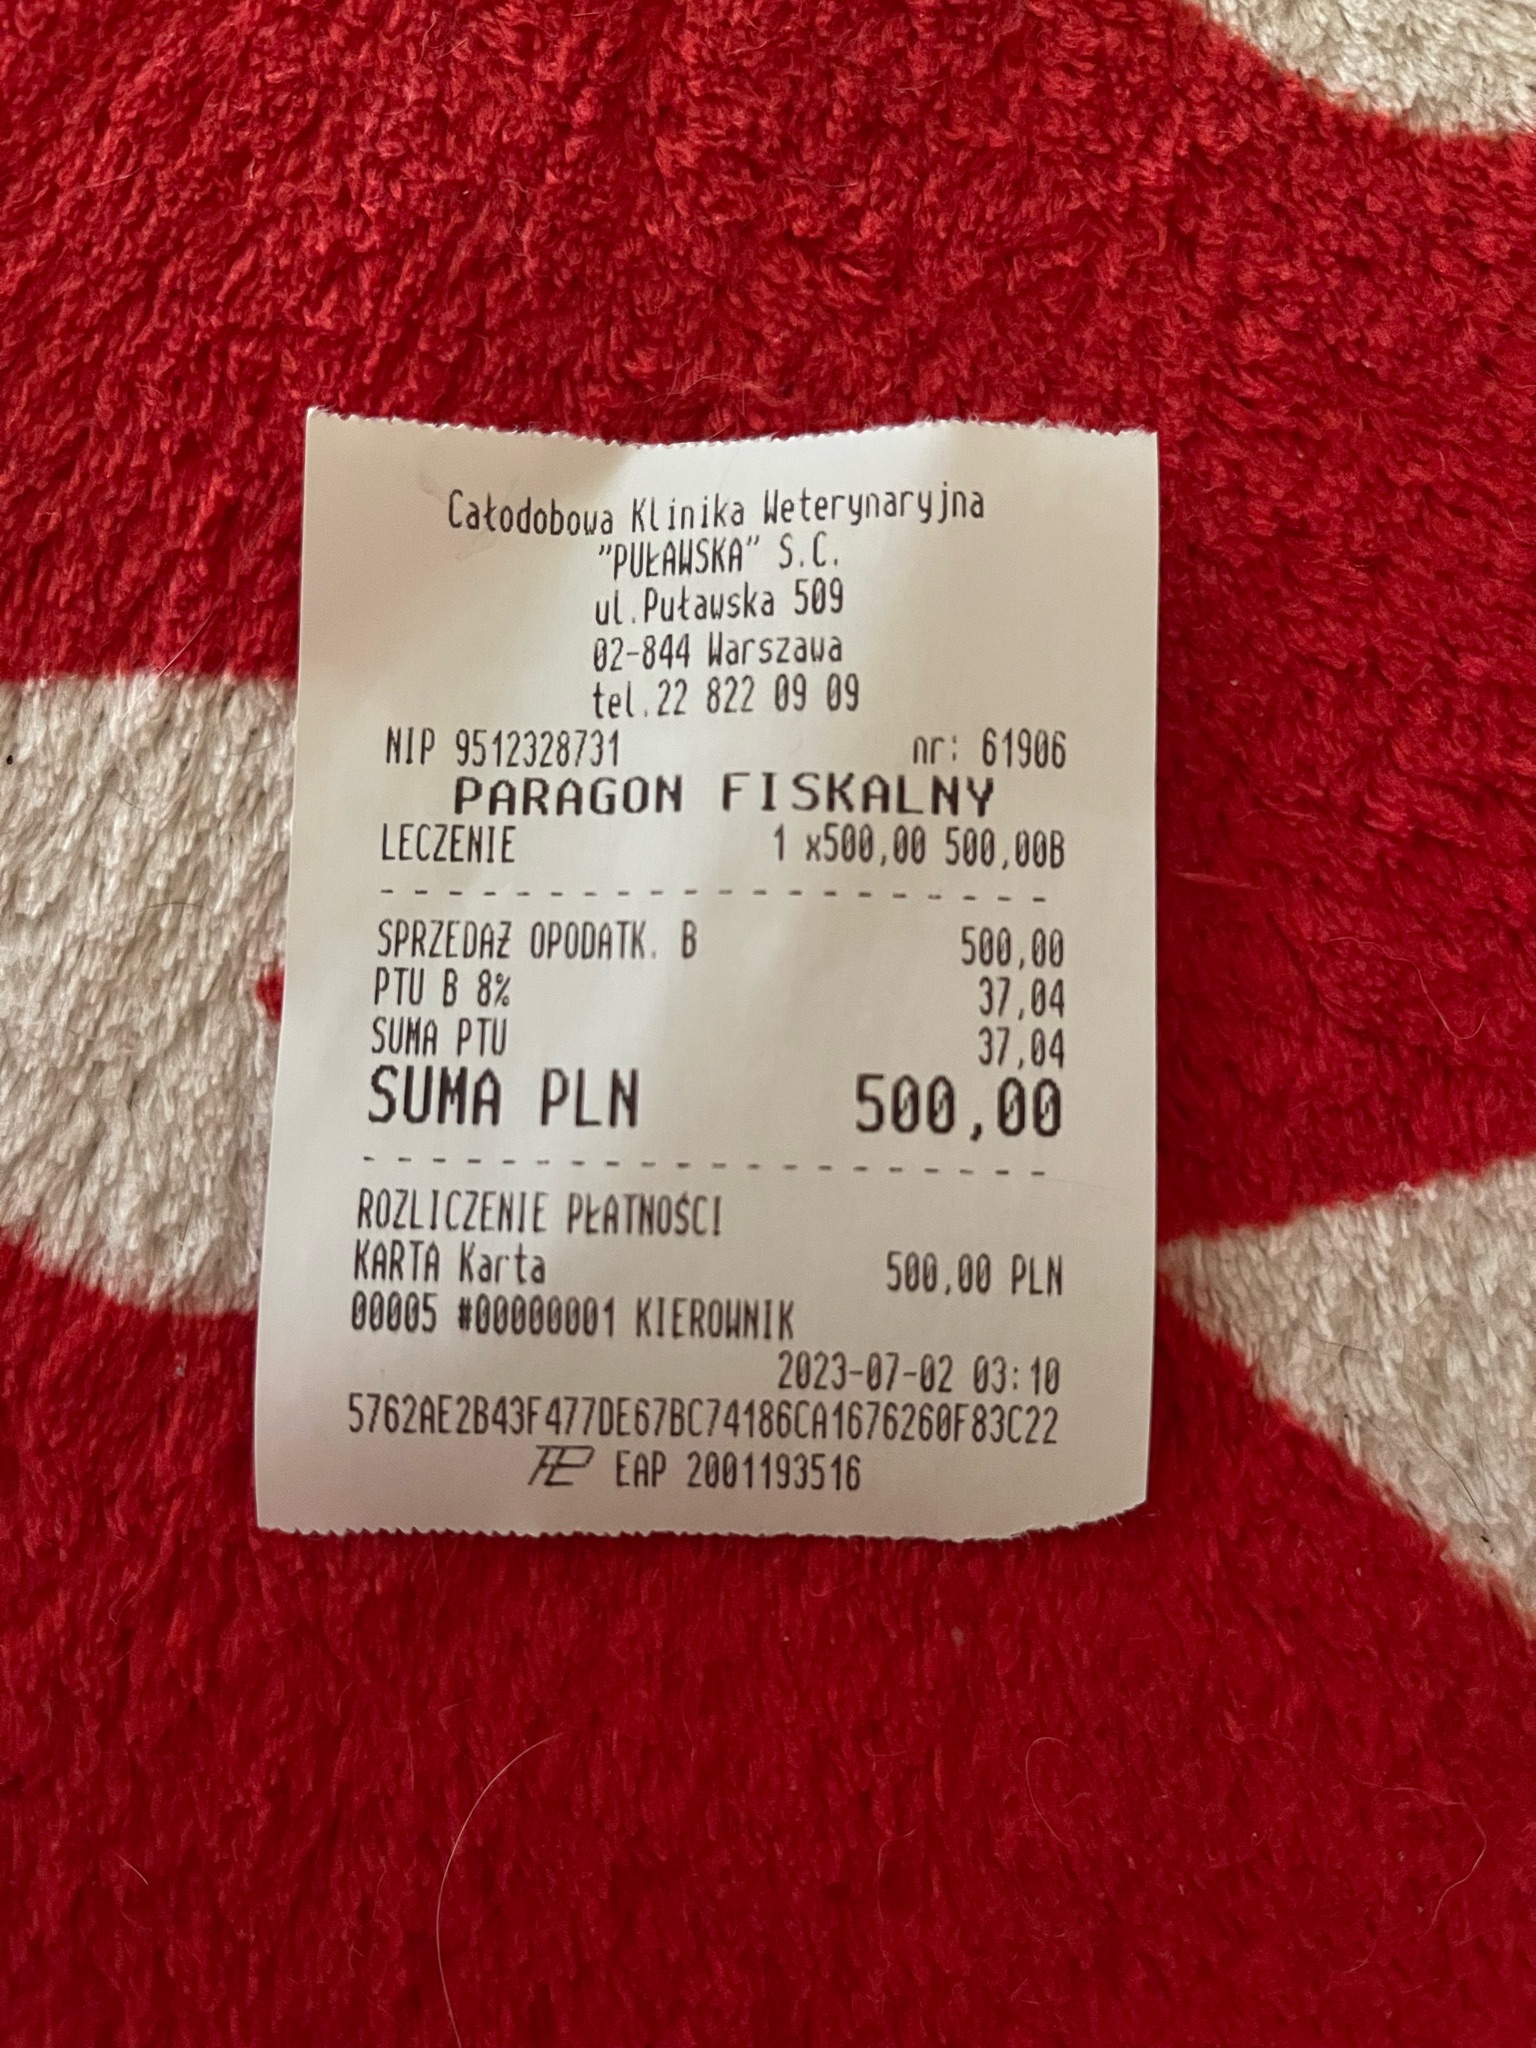 Całodobowa Klinika Weterynaryjna
"PUŁAWSKA" S.C.
ul.Puławska 509
02-844 Warszawa
tel.22 822 09 09
NIP 9512328731 nr: 61906
PARAGON FISKALNY
LECZENIE 1 x500,00 500,00B
SPRZEDAŻ OPODATK. B 500,00
PTU B 8% 37,04
SUMA PTU 37,04
SUMA PLN 500,00
ROZLICZENIE PŁATNOŚCI
KARTA Karta 500,00 PLN
00005 #00000001 KIEROWNIK
2023-07-02 03:10
5762AE2B43F477DE67BC74186CA1676260F83C22
EAP 2001193516